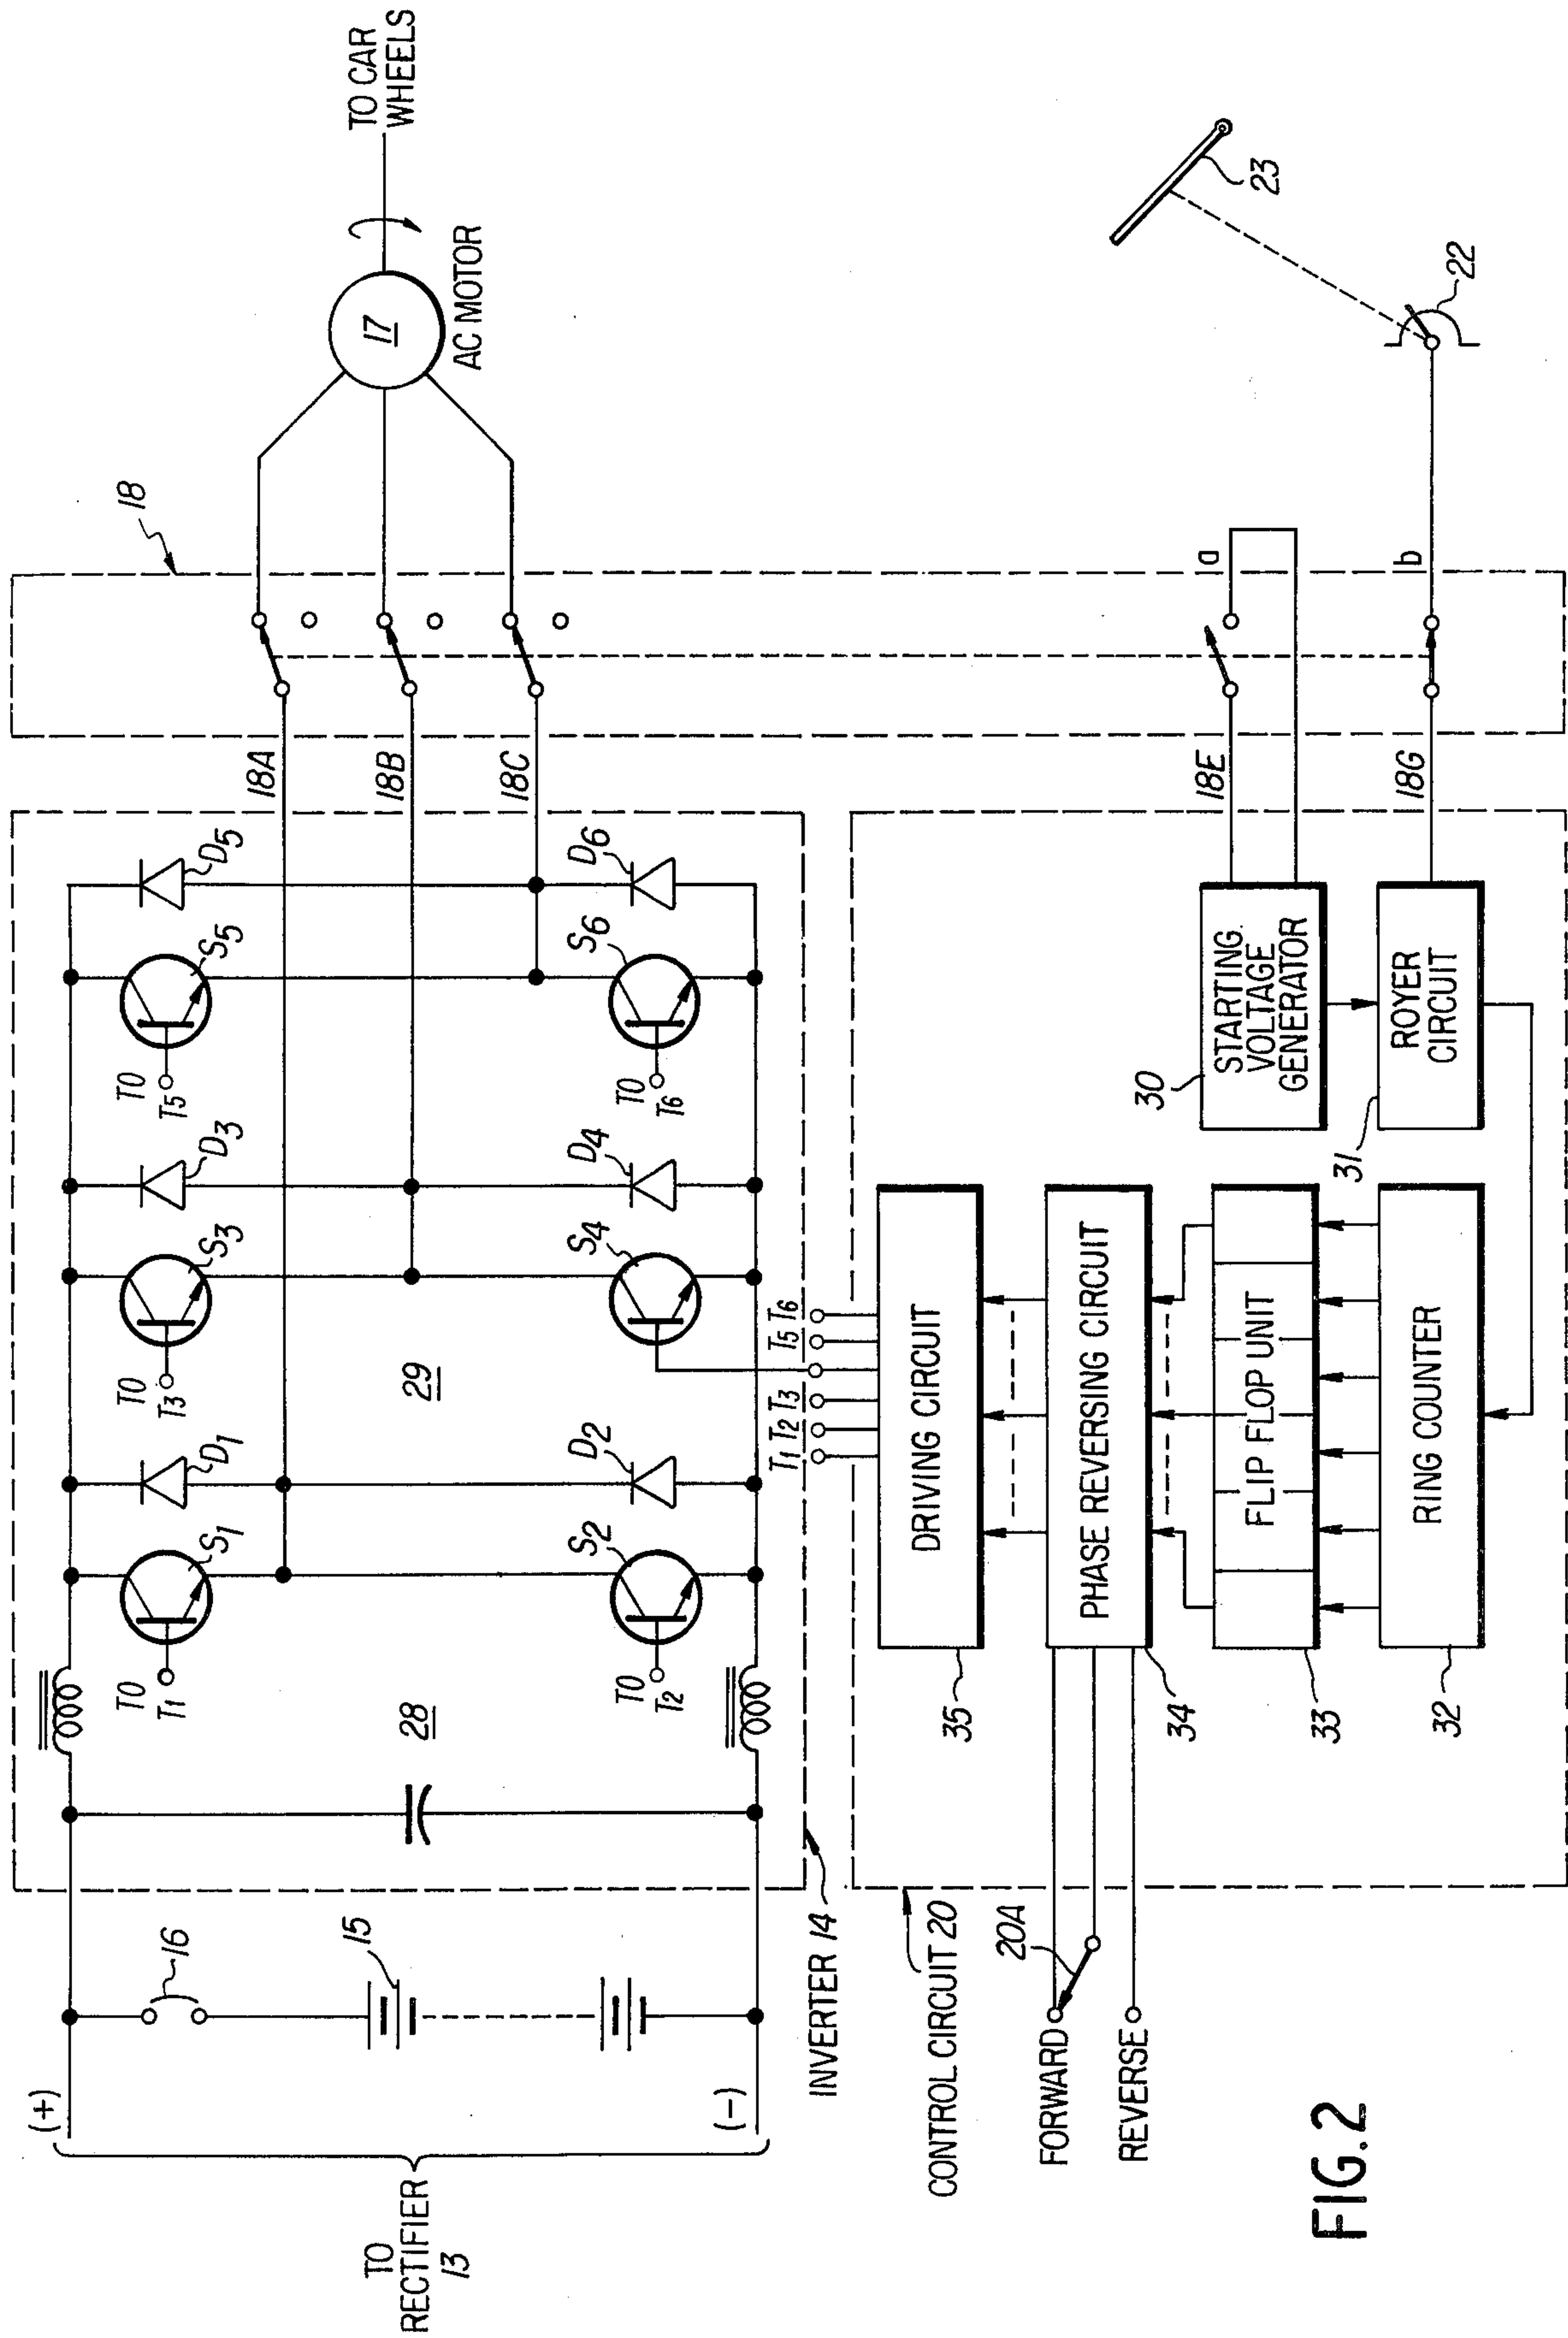 TO
RECTIFIER
13
(+)
(-)
16
15
INVERTER 14
28
29
TO
T1
TO
T2
S1
S2
D1
D2
TO
T3
S3
S4
D3
D4
TO
T5
TO
T6
S5
S6
D5
D6
18A
18B
18C
18
17
AC MOTOR
TO CAR
WHEELS
T1 T2 T3 T5 T6
CONTROL CIRCUIT 20
20A
FORWARD
REVERSE
35
DRIVING CIRCUIT
34
PHASE REVERSING CIRCUIT
33
FLIP FLOP UNIT
32
RING COUNTER
30
STARTING
VOLTAGE
GENERATOR
31
ROYER
CIRCUIT
18E
18G
a
b
22
23
FIG.2